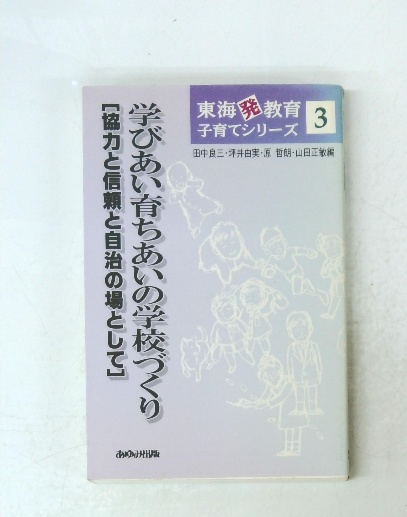 東海発教育
子育てシリーズ
3
田中良三・坪井由実・原 哲朗・山田正敏編
学びあい育ちあいの学校づくり
[協力と信頼と自治の場として]
あゆみ出版